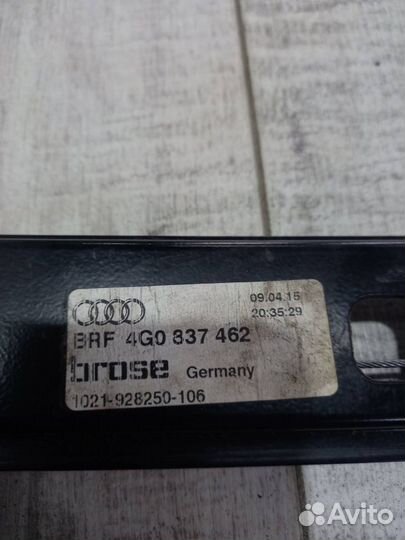 09.04.15
20:35:29
BRF 4G0 837 462
brose Germany
1021-928250-106
Avito